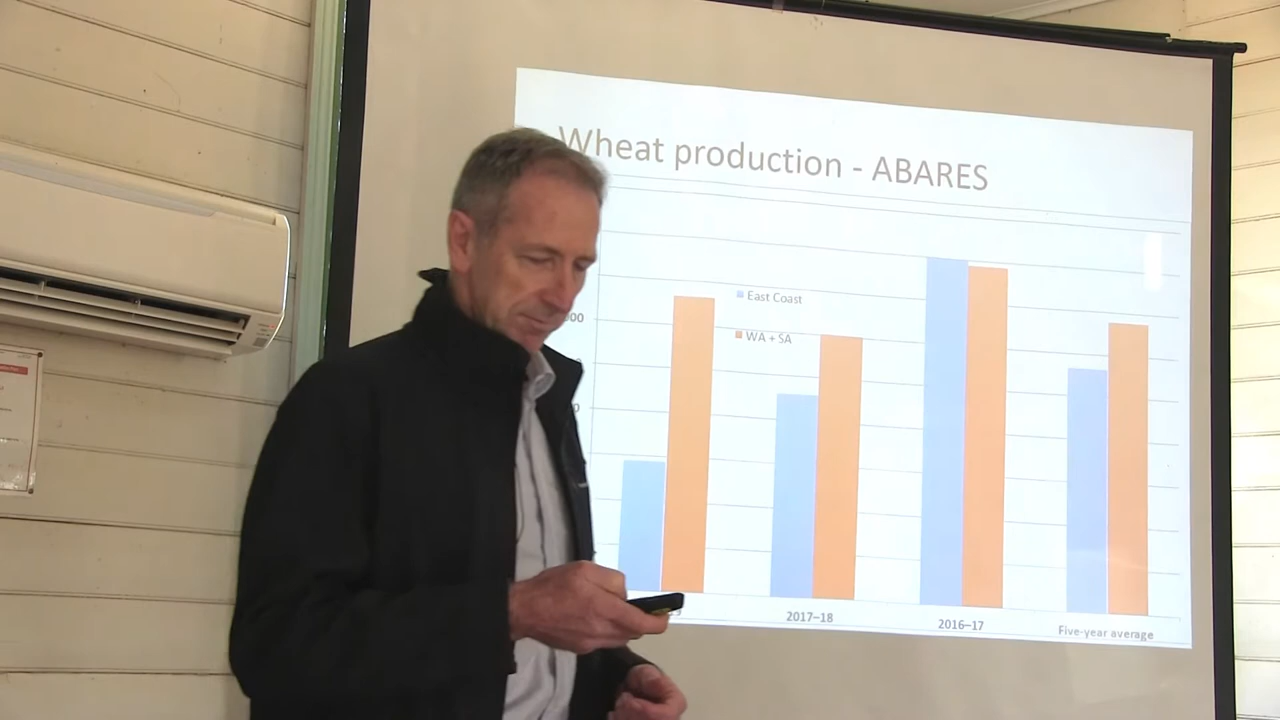 Wheat production - ABARES
East Coast
WA + SA
2017–18
2016–17
Five-year average